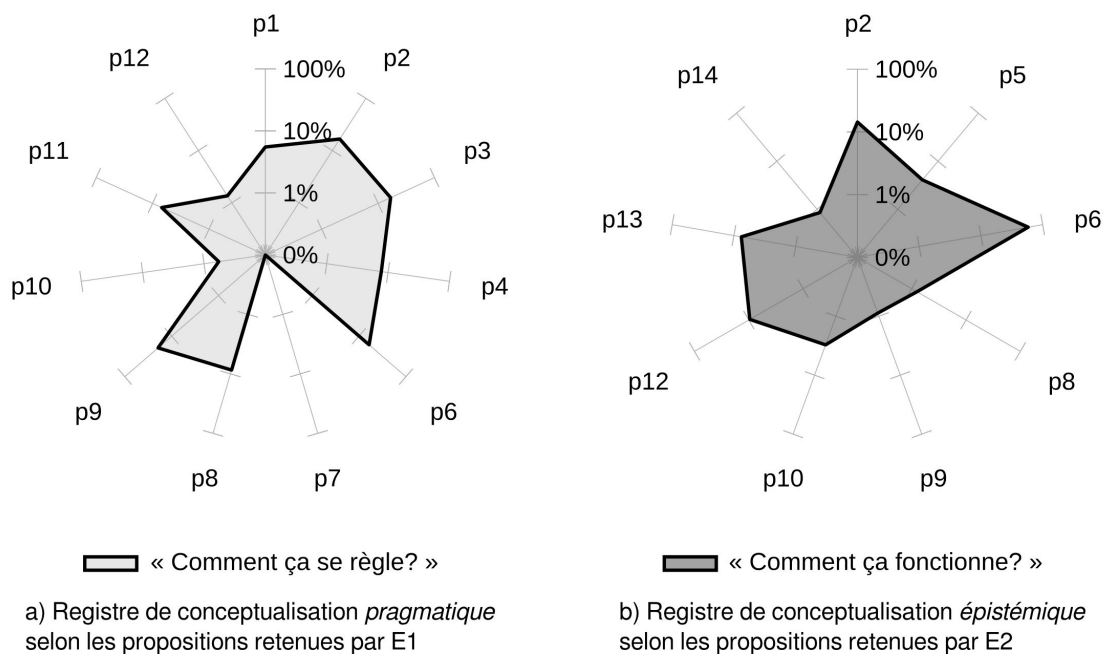 p1
p12
p2
100%
10%
p11
p3
1%
0%
p10
p4
p9
p6
p8
p7
« Comment ça se règle? »
a) Registre de conceptualisation pragmatique
selon les propositions retenues par E1
p2
p14
p5
100%
10%
p13
p6
1%
0%
p12
p8
p10
p9
« Comment ça fonctionne? »
b) Registre de conceptualisation épistémique
selon les propositions retenues par E2